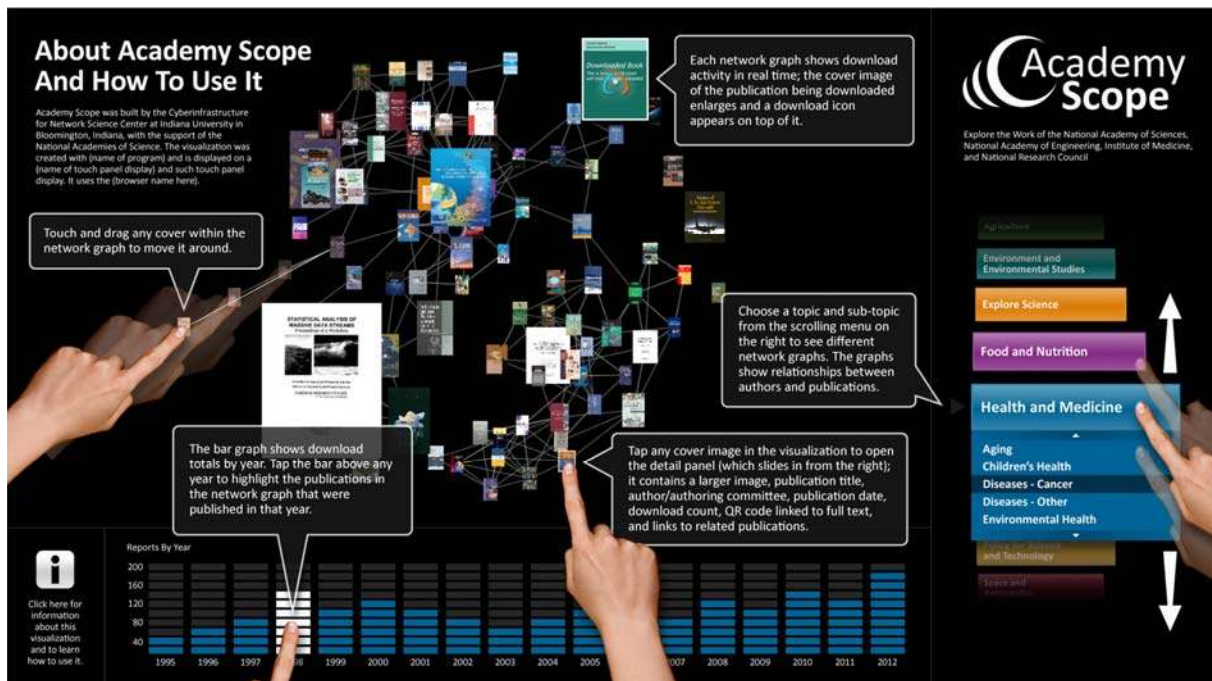 About Academy Scope
And How To Use It
Academy Scope was built by the Cyberinfrastructure
for Network Science Center at Indiana University in
Bloomington, Indiana, with the support of the
National Academies of Science. The visualization was
created with (name of program) and is displayed on a
(name of touch panel display) and such touch panel
display. It uses the (browser name here).
Touch and drag any cover within the
network graph to move it around.
Downloaded Book
Each network graph shows download
activity in real time; the cover image
of the publication being downloaded
enlarges and a download icon
appears on top of it.
STATISTICAL ANALYSIS OF
MASSIVE DATA STREAMS
Proceedings of a Workshop
Choose a topic and sub-topic
from the scrolling menu on
the right to see different
network graphs. The graphs
show relationships between
authors and publications.
The bar graph shows download
totals by year. Tap the bar above any
year to highlight the publications in
the network graph that were
published in that year.
Tap any cover image in the visualization to open
the detail panel (which slides in from the right);
it contains a larger image, publication title,
author/authoring committee, publication date,
download count, QR code linked to full text,
and links to related publications.
Academy
Scope
Explore the Work of the National Academy of Sciences,
National Academy of Engineering, Institute of Medicine,
and National Research Council
Agriculture
Environment and
Environmental Studies
Explore Science
Food and Nutrition
Health and Medicine
Aging
Children's Health
Diseases - Cancer
Diseases - Other
Environmental Health
Policy for Science
and Technology
Space and
i
Click here for
information
about this
visualization
and to learn
how to use it.
Reports By Year
200
160
120
80
40
1995 1996 1997 98 1999 2000 2001 2002 2003 2004 2005 2007 2008 2009 2010 2011 2012